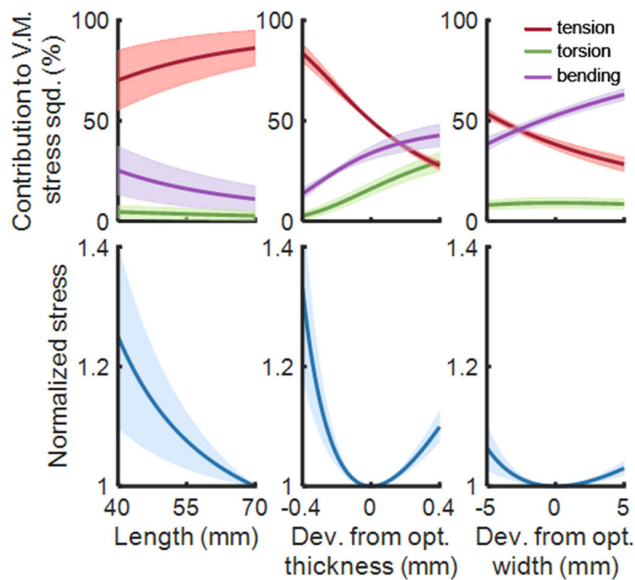 Contribution to V.M.
stress sqd. (%)
100
50
0
100
50
0
100
50
0
tension
torsion
bending
Normalized stress
1.4
1.2
1
1.4
1.2
1
1.4
1.2
1
40 55 70
-0.4 0 0.4
-5 0 5
Length (mm)
Dev. from opt.
thickness (mm)
Dev. from opt.
width (mm)